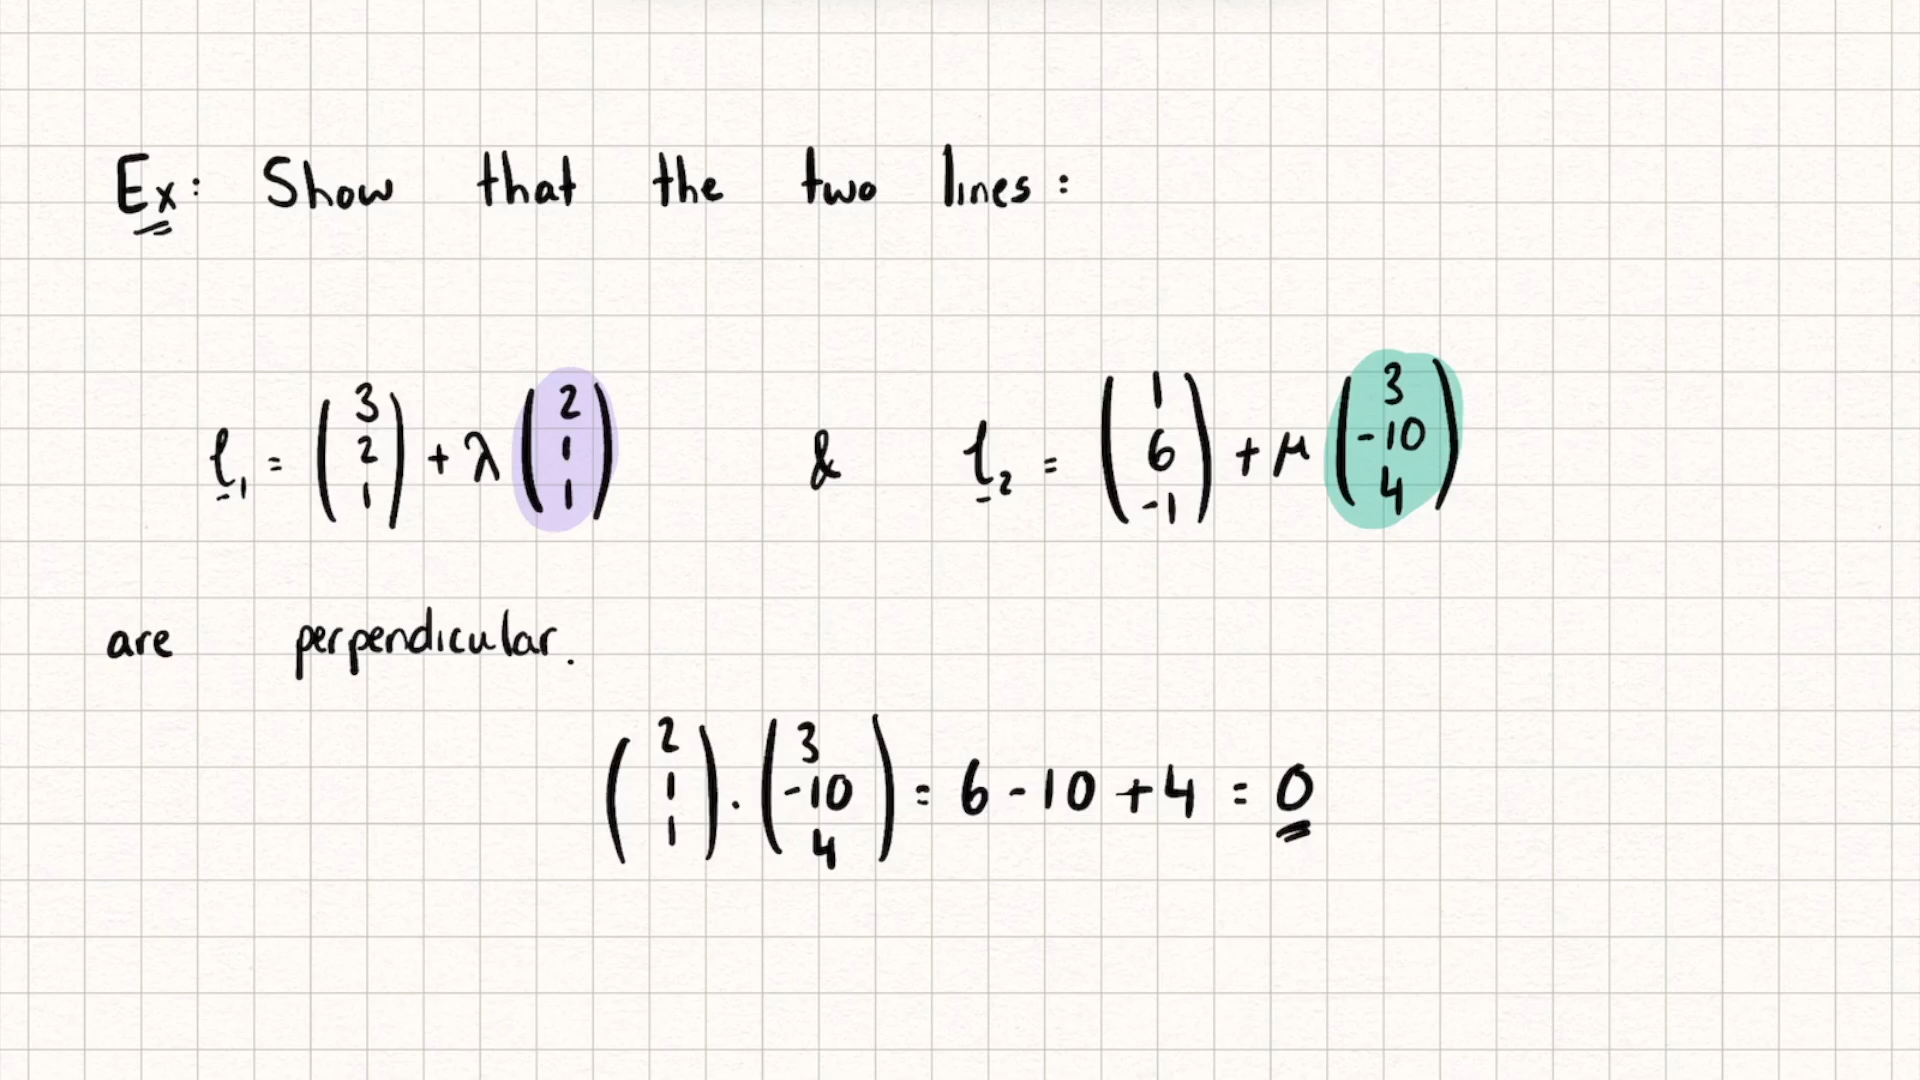 Ex: Show that the two lines:
l₁ = (3 2 1) + λ (2 1 1) & l₂ = (1 6 -1) + μ (3 -10 4)
are perpendicular.
(2 1 1) . (3 -10 4) = 6 - 10 + 4 = 0